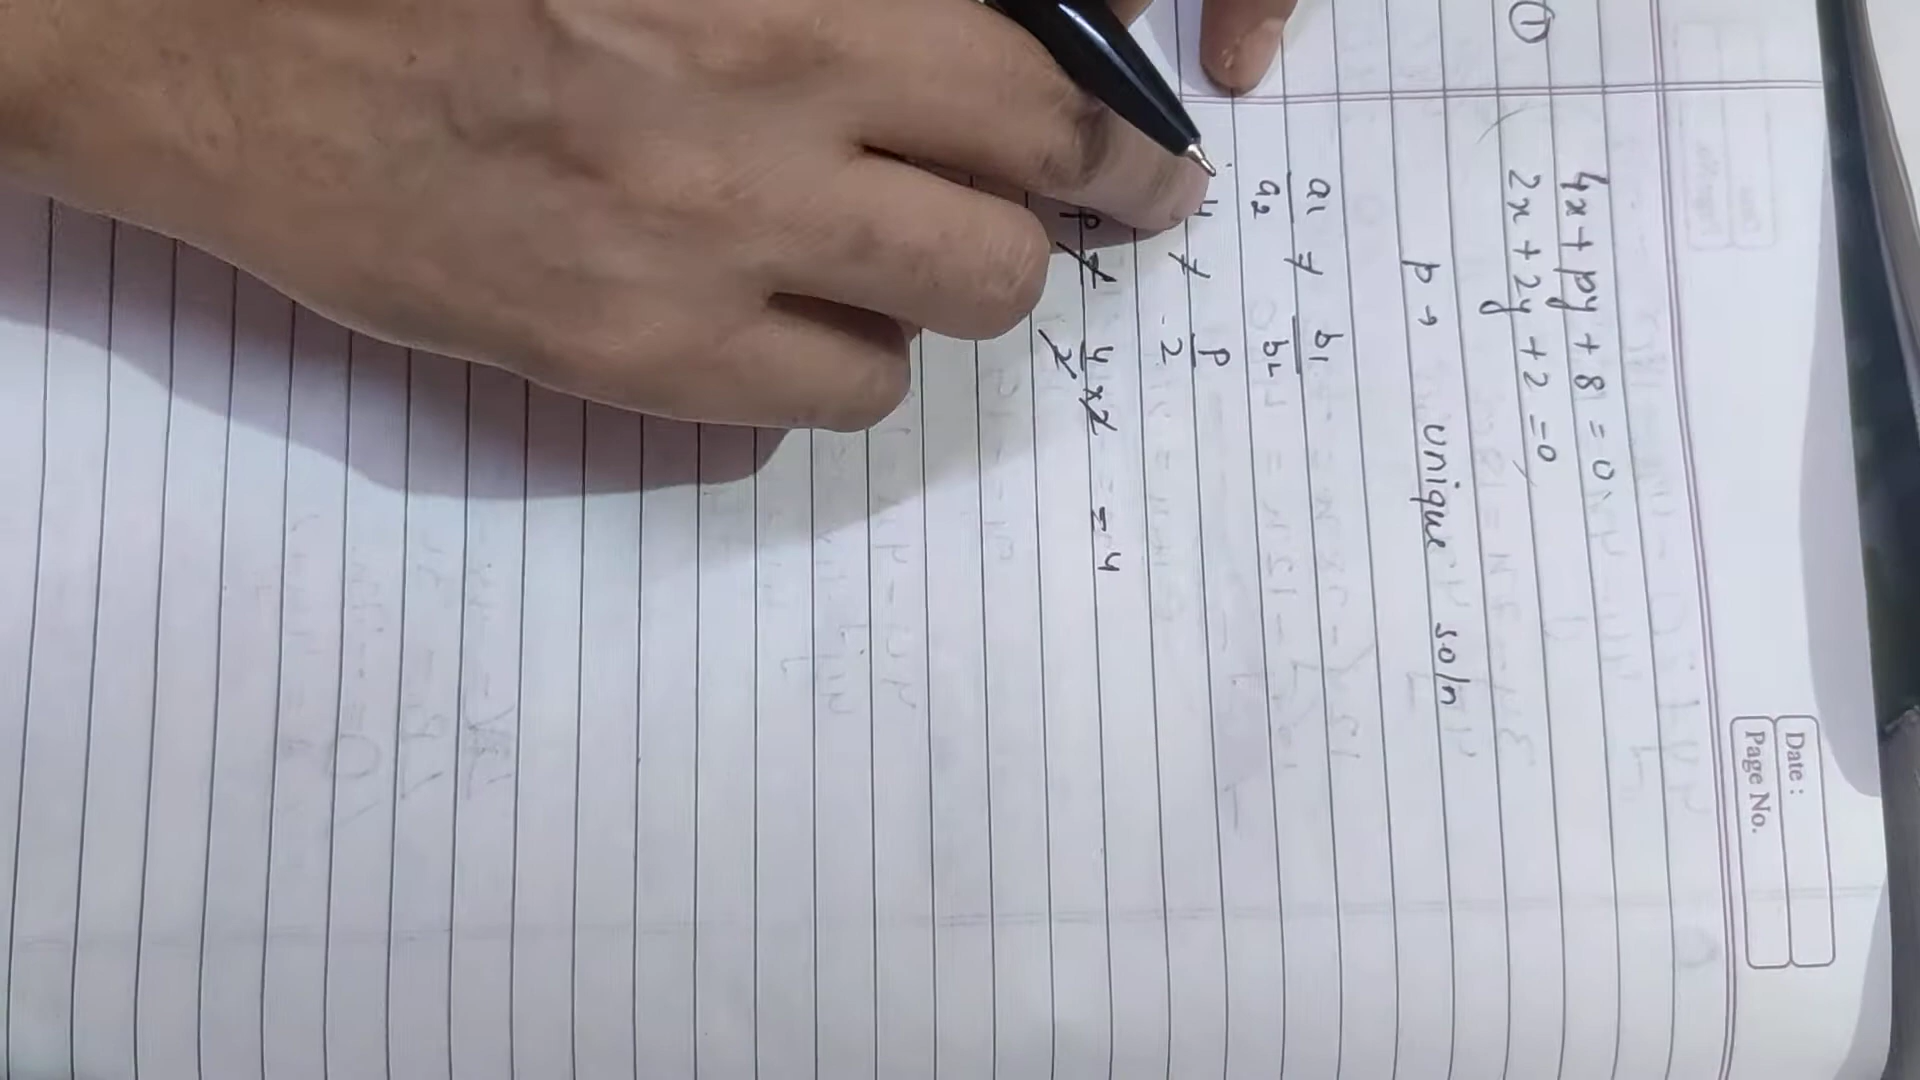 Date :
Page No.
①
4x + py + 8 = 0
2x + 2y + 2 = 0
p → unique soln
a1/a2 ≠ b1/b2
4 ≠ p/2
p ≠ 4/2 × 2 = 4